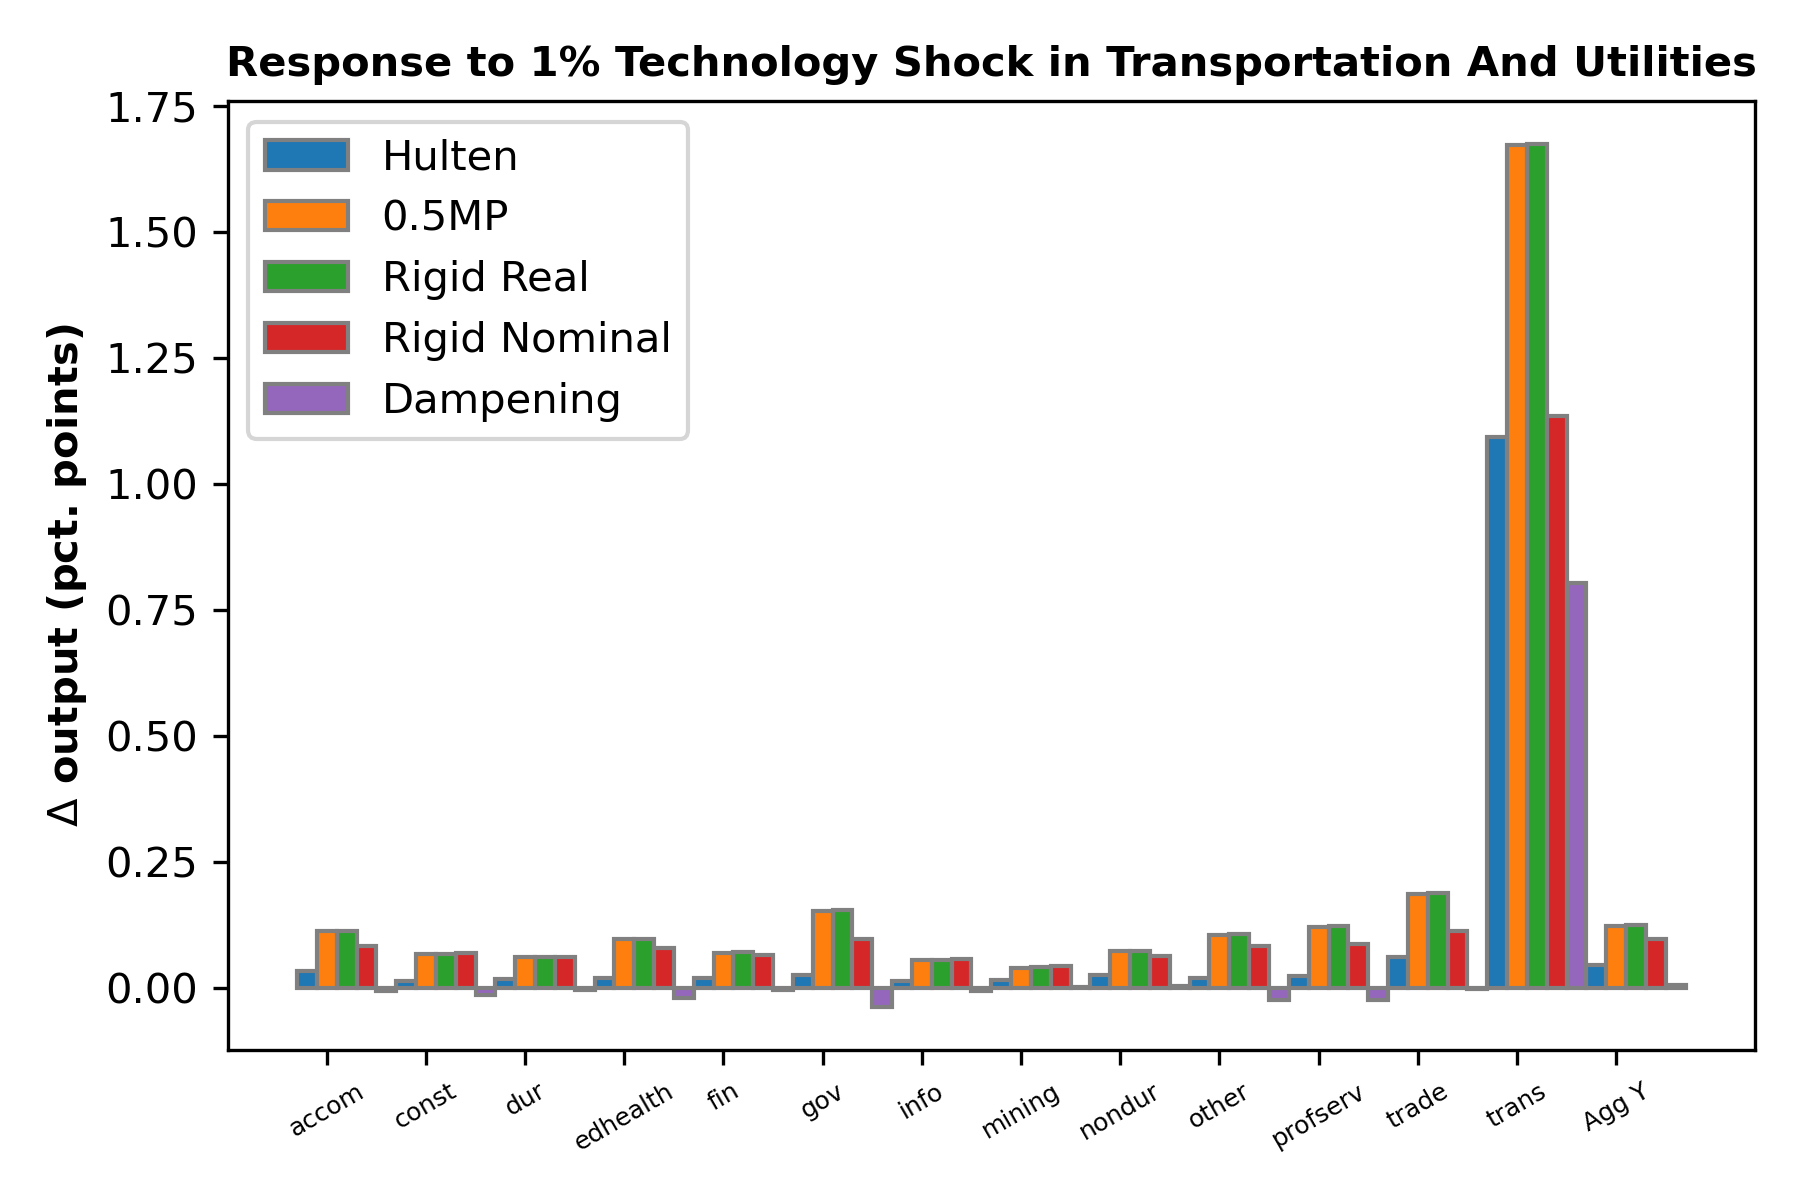 Response to 1% Technology Shock in Transportation And Utilities
Δ output (pct. points)
1.75
1.50
1.25
1.00
0.75
0.50
0.25
0.00
Hulten
0.5MP
Rigid Real
Rigid Nominal
Dampening
accom const dur edhealth fin gov info mining nondur other profserv trade trans Agg Y